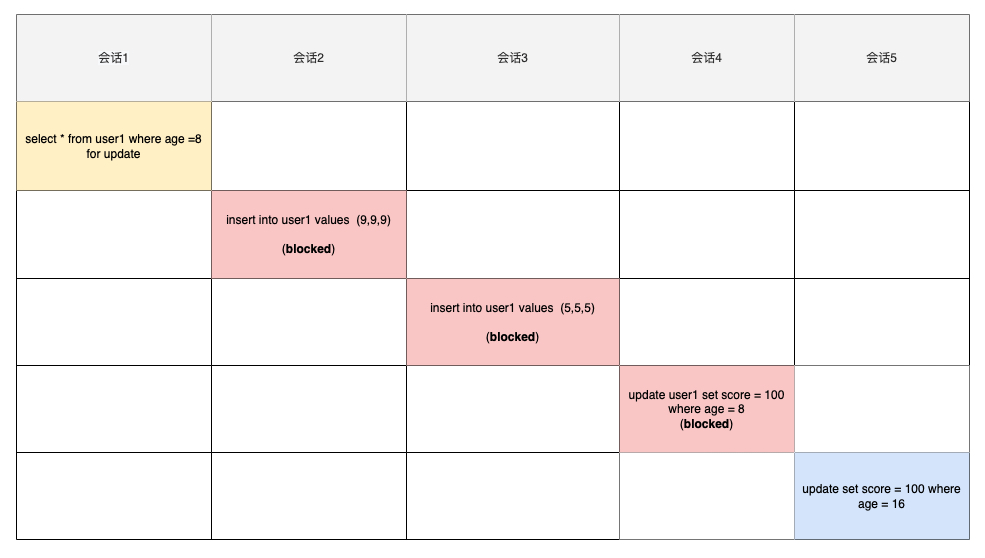 会话1
会话2
会话3
会话4
会话5
select * from user1 where age =8
for update
insert into user1 values  (9,9,9)
(blocked)
insert into user1 values  (5,5,5)
(blocked)
update user1 set score = 100
where age = 8
(blocked)
update set score = 100 where
age = 16